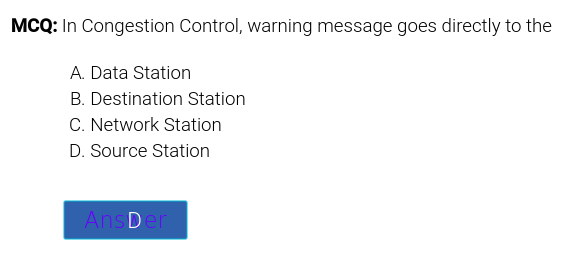 MCQ: In Congestion Control, warning message goes directly to the
A. Data Station
B. Destination Station
C. Network Station
D. Source Station
AnsDer